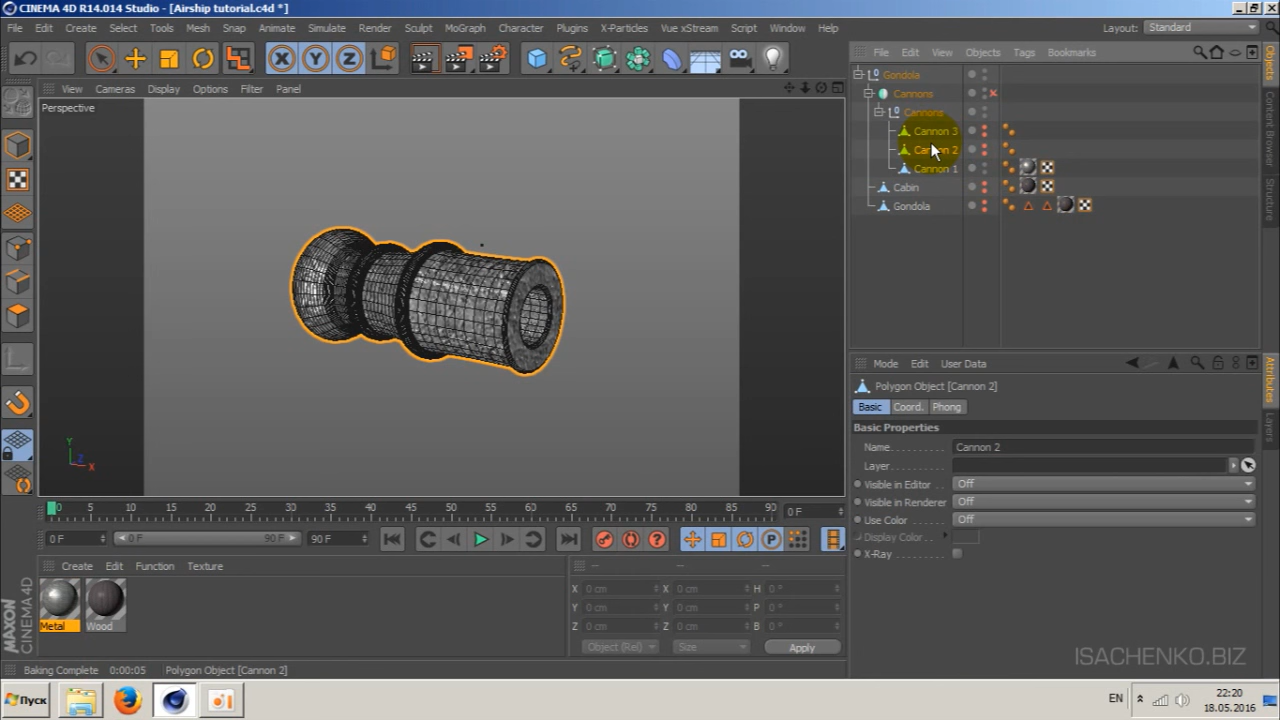 CINEMA 4D R14.014 Studio - [Airship tutorial.c4d *]
File Edit Create Select Tools Mesh Snap Animate Simulate Render Sculpt MoGraph Character Plugins X-Particles Vue xStream Script Window Help Layout: Standard
File Edit View Objects Tags Bookmarks
View Cameras Display Options Filter Panel
Perspective
Gondola
Cannons
Cannons
Cannon 3
Cannon 2
Cannon 1
Cabin
Gondola
Objects
Content Browser
Structure
Mode Edit User Data
Polygon Object [Cannon 2]
Basic Coord. Phong
Basic Properties
Name Cannon 2
Layer
Visible in Editor Off
Visible in Renderer Off
Use Color Off
Display Color
X-Ray
Attributes
Layers
Y
Z
X
0 5 10 15 20 25 30 35 40 45 50 55 60 65 70 75 80 85 90 0 F
0 F 0 F 90 F 90 F
Create Edit Function Texture
-- -- --
X 0 cm X 0 cm H 0 °
Y 0 cm Y 0 cm P 0 °
Z 0 cm Z 0 cm B 0 °
Object (Rel) Size Apply
Metal Wood
MAXON CINEMA 4D
Baking Complete 0:00:05 Polygon Object [Cannon 2]
ISACHENKO.BIZ
Пуск
EN 22:20
18.05.2016